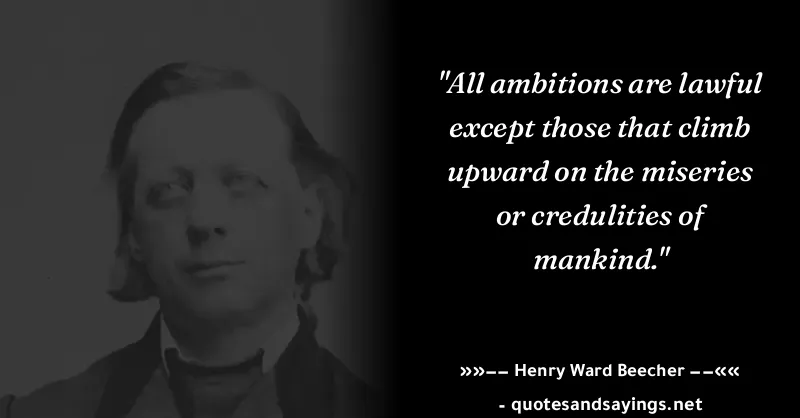 "All ambitions are lawful
except those that climb
upward on the miseries
or credulities of
mankind."
»»−− Henry Ward Beecher −−««
- quotesandsayings.net